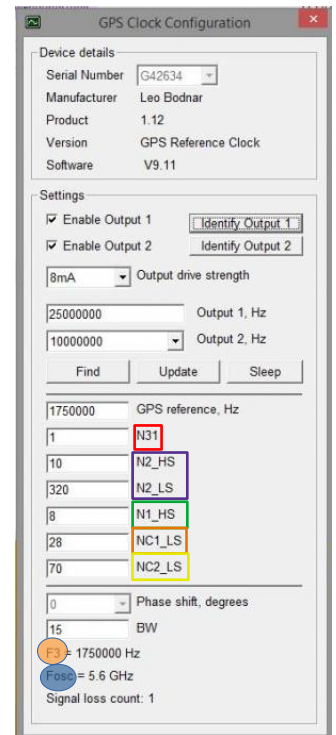 GPS Clock Configuration
Device details
Serial Number G42634
Manufacturer Leo Bodnar
Product 1.12
Version GPS Reference Clock
Software V9.11
Settings
Enable Output 1 Identify Output 1
Enable Output 2 Identify Output 2
8mA Output drive strength
25000000 Output 1, Hz
10000000 Output 2, Hz
Find Update Sleep
1750000 GPS reference, Hz
1 N31
10 N2_HS
320 N2_LS
8 N1_HS
28 NC1_LS
70 NC2_LS
0 Phase shift, degrees
15 BW
F3 = 1750000 Hz
Fosc = 5.6 GHz
Signal loss count: 1